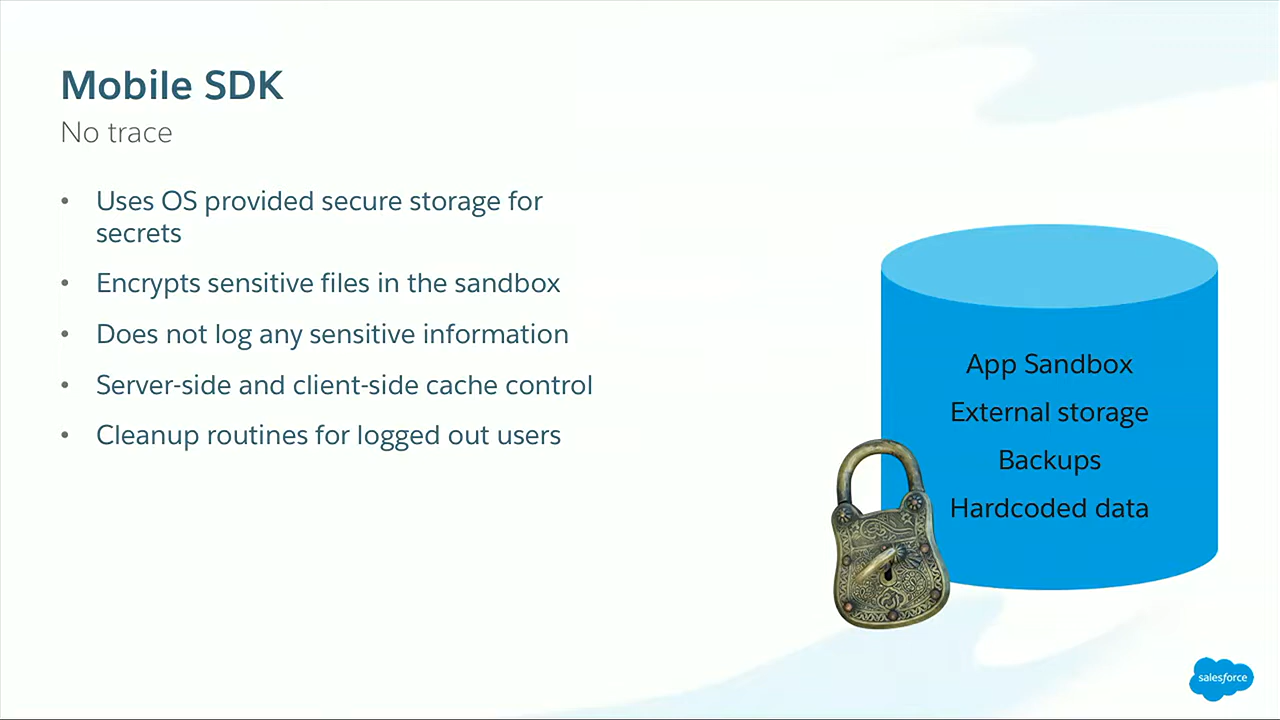 Mobile SDK
No trace
• Uses OS provided secure storage for
secrets
• Encrypts sensitive files in the sandbox
• Does not log any sensitive information
• Server-side and client-side cache control
• Cleanup routines for logged out users
App Sandbox
External storage
Backups
Hardcoded data
salesforce